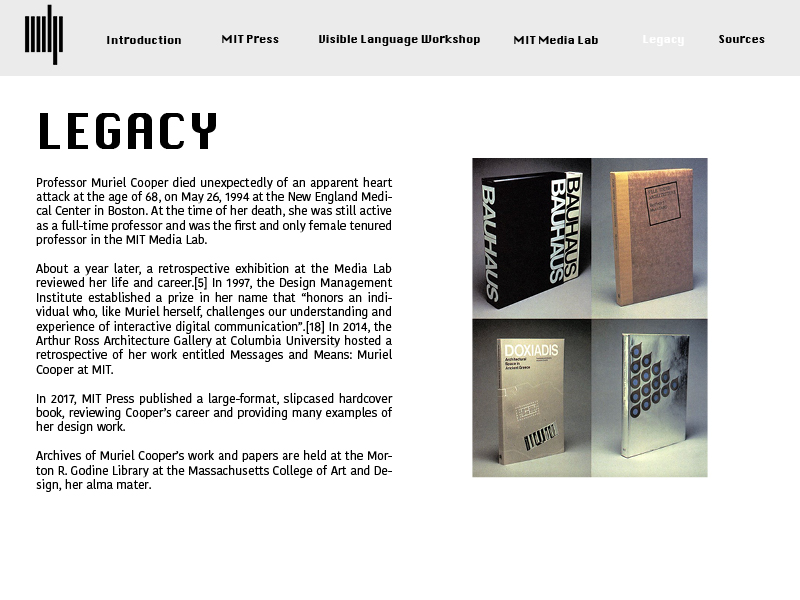 Introduction
MIT Press
Visible Language Workshop
MIT Media Lab
Legacy
Sources
LEGACY
Professor Muriel Cooper died unexpectedly of an apparent heart
attack at the age of 68, on May 26, 1994 at the New England Medi-
cal Center in Boston. At the time of her death, she was still active
as a full-time professor and was the first and only female tenured
professor in the MIT Media Lab.
About a year later, a retrospective exhibition at the Media Lab
reviewed her life and career.[5] In 1997, the Design Management
Institute established a prize in her name that “honors an indi-
vidual who, like Muriel herself, challenges our understanding and
experience of interactive digital communication”.[18] In 2014, the
Arthur Ross Architecture Gallery at Columbia University hosted a
retrospective of her work entitled Messages and Means: Muriel
Cooper at MIT.
In 2017, MIT Press published a large-format, slipcased hardcover
book, reviewing Cooper’s career and providing many examples of
her design work.
Archives of Muriel Cooper’s work and papers are held at the Mor-
ton R. Godine Library at the Massachusetts College of Art and De-
sign, her alma mater.
BAUHAUS
BAUHAUS
BAUHAUS
DOXIADIS
Architectural
Space in
Ancient Greece